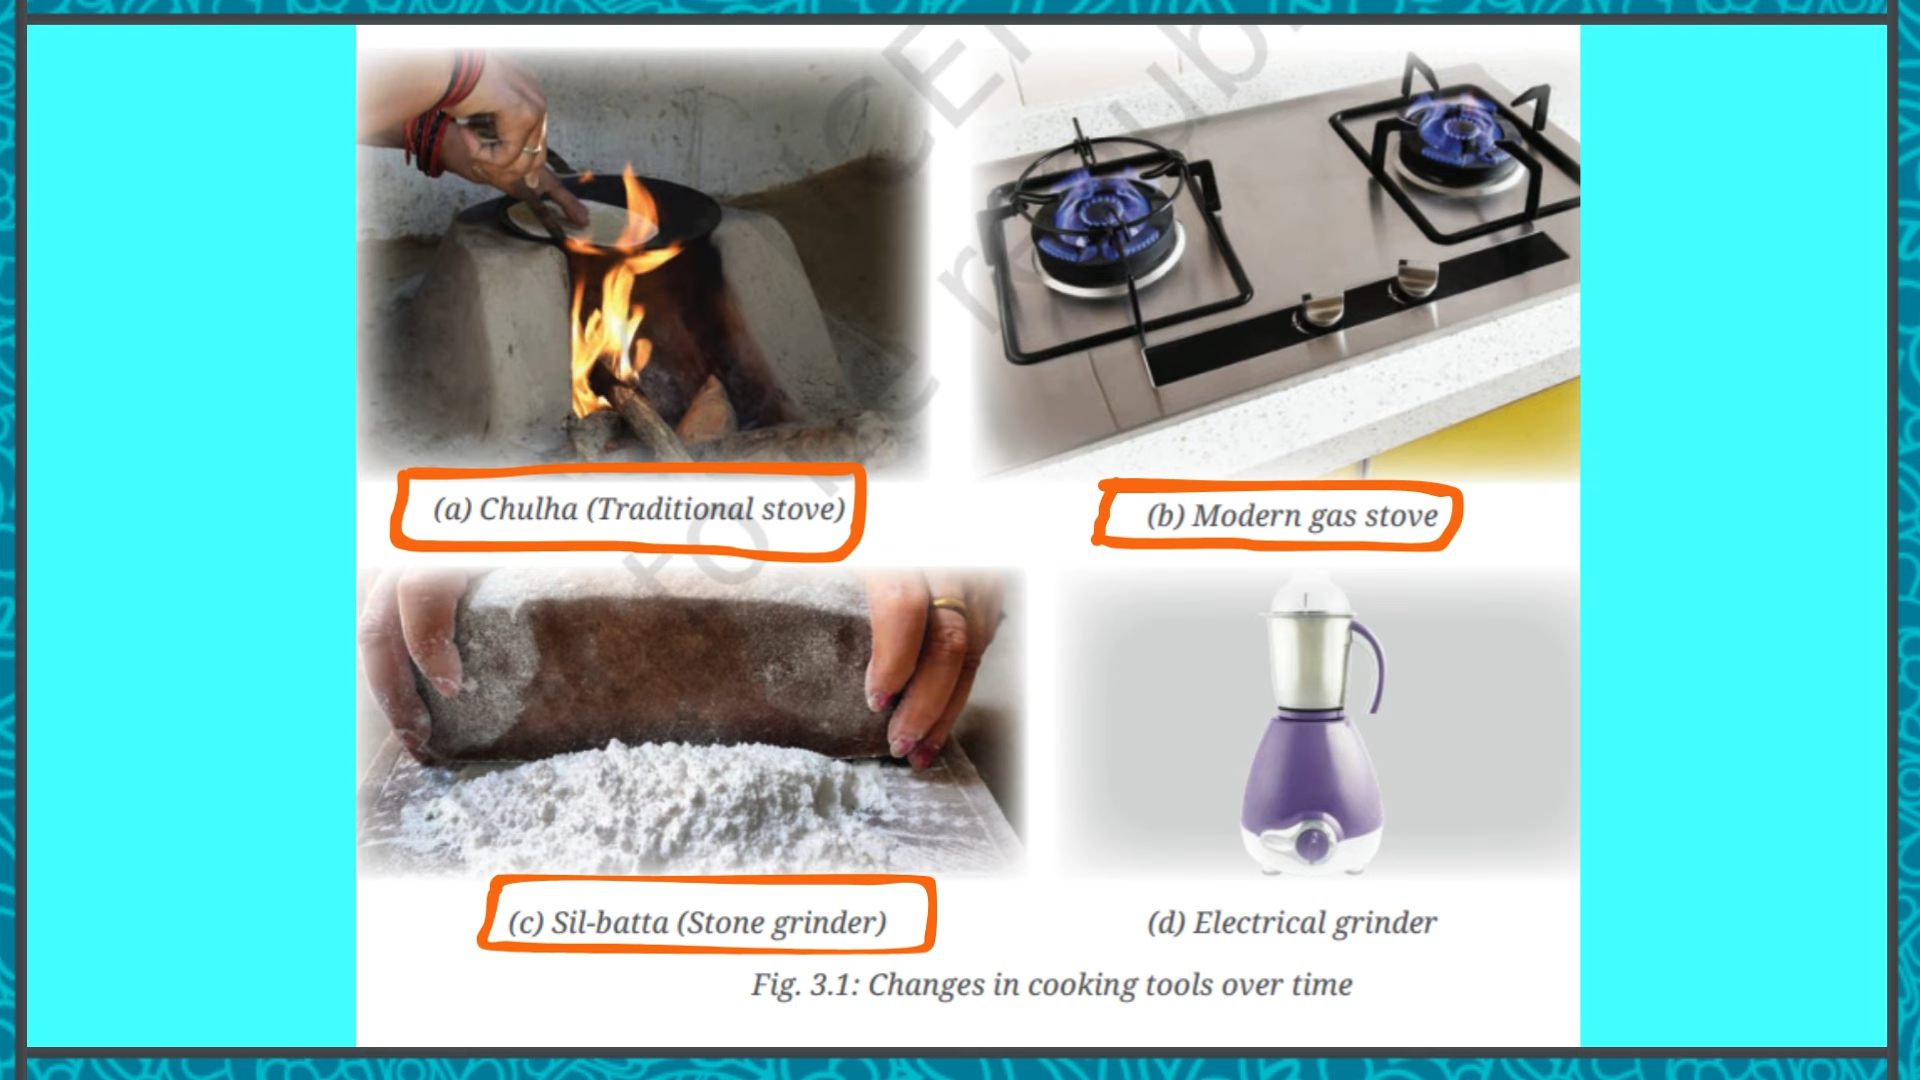 (a) Chulha (Traditional stove)
(b) Modern gas stove
(c) Sil-batta (Stone grinder)
(d) Electrical grinder
Fig. 3.1: Changes in cooking tools over time